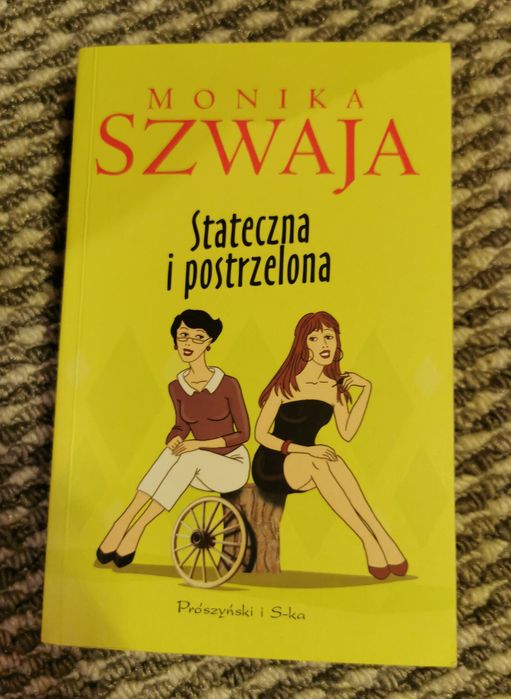 MONIKA
SZWAJA
Stateczna
i postrzelona
Prószyński i S-ka